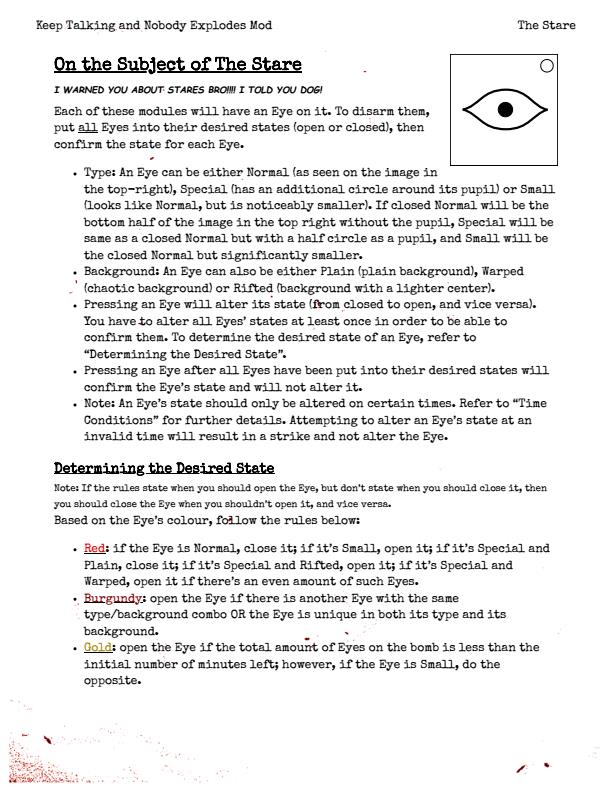 Keep Talking and Nobody Explodes Mod
The Stare
On the Subject of The Stare
I WARNED YOU ABOUT STARES BRO!!!! I TOLD YOU DOG!
Each of these modules will have an Eye on it. To disarm them,
put all Eyes into their desired states (open or closed), then
confirm the state for each Eye.
• Type: An Eye can be either Normal (as seen on the image in
the top-right), Special (has an additional circle around its pupil) or Small
(looks like Normal, but is noticeably smaller). If closed Normal will be the
bottom half of the image in the top right without the pupil, Special will be
same as a closed Normal but with a half circle as a pupil, and Small will be
the closed Normal but significantly smaller.
• Background: An Eye can also be either Plain (plain background), Warped
(chaotic background) or Rifted (background with a lighter center).
• Pressing an Eye will alter its state (from closed to open, and vice versa).
You have to alter all Eyes' states at least once in order to be able to
confirm them. To determine the desired state of an Eye, refer to
“Determining the Desired State”.
• Pressing an Eye after all Eyes have been put into their desired states will
confirm the Eye's state and will not alter it.
• Note: An Eye's state should only be altered on certain times. Refer to “Time
Conditions” for further details. Attempting to alter an Eye's state at an
invalid time will result in a strike and not alter the Eye.
Determining the Desired State
Note: If the rules state when you should open the Eye, but don't state when you should close it, then
you should close the Eye when you shouldn't open it, and vice versa.
Based on the Eye's colour, follow the rules below:
• Red: if the Eye is Normal, close it; if it's Small, open it; if it's Special and
Plain, close it; if it's Special and Rifted, open it; if it's Special and
Warped, open it if there's an even amount of such Eyes.
• Burgundy: open the Eye if there is another Eye with the same
type/background combo OR the Eye is unique in both its type and its
background.
• Gold: open the Eye if the total amount of Eyes on the bomb is less than the
initial number of minutes left; however, if the Eye is Small, do the
opposite.